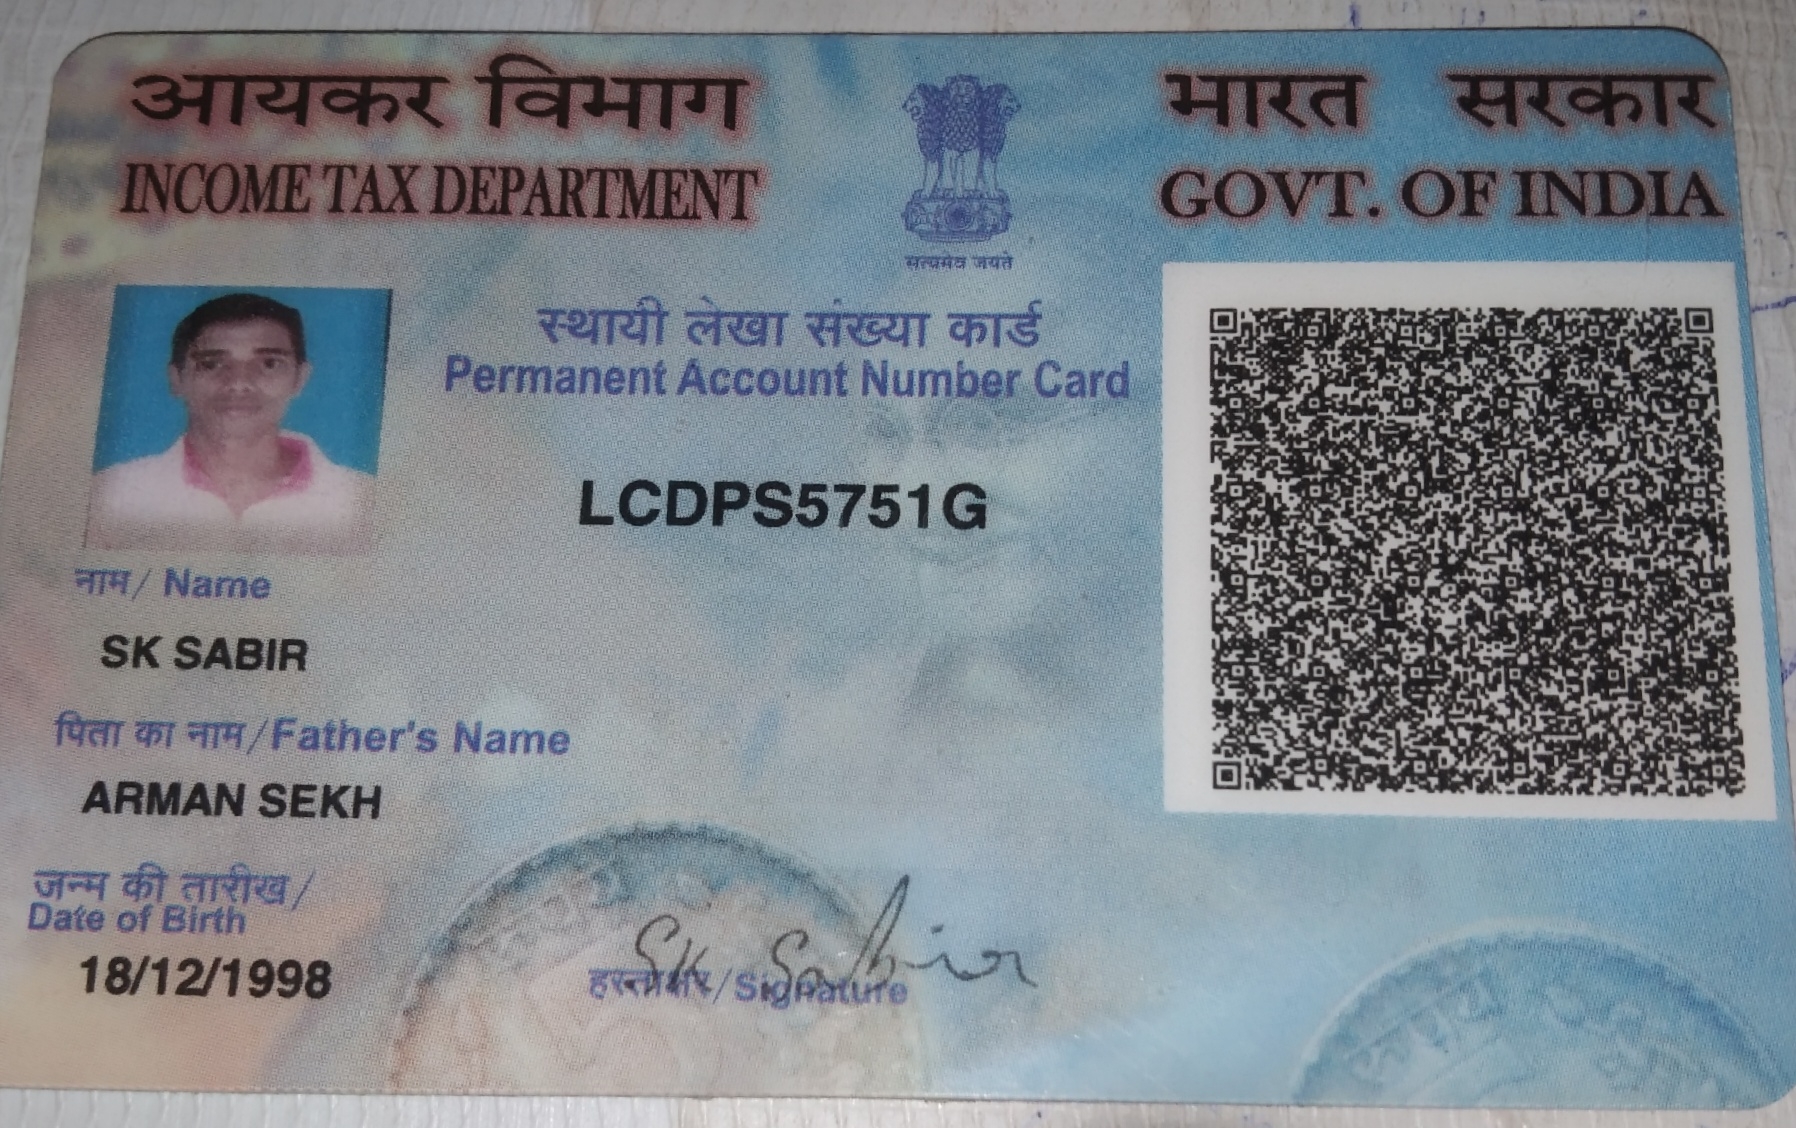 आयकर विभाग
INCOME TAX DEPARTMENT
भारत सरकार
GOVT. OF INDIA
सत्यमेव जयते
स्थायी लेखा संख्या कार्ड
Permanent Account Number Card
LCDPS5751G
नाम/ Name
SK SABIR
पिता का नाम/Father's Name
ARMAN SEKH
जन्म की तारीख/
Date of Birth
18/12/1998
Sk Sabir
हस्ताक्षर/Signature